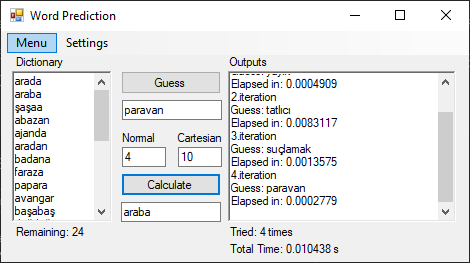 Word Prediction
Menu Settings
Dictionary
arada
araba
şaşaa
abazan
ajanda
aradan
badana
faraza
papara
avangar
başabaş
Remaining: 24
Guess
paravan
Normal Cartesian
4 10
Calculate
araba
Outputs
Elapsed in: 0.0004909
2.iteration
Guess: tatlıcı
Elapsed in: 0.0083117
3.iteration
Guess: suçlamak
Elapsed in: 0.0013575
4.iteration
Guess: paravan
Elapsed in: 0.0002779
Tried: 4 times
Total Time: 0.010438 s